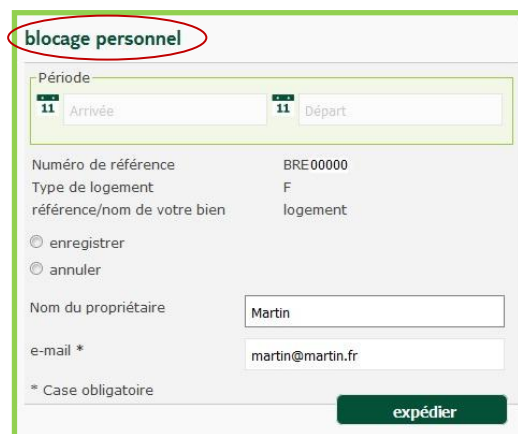 blocage personnel
Période
11 Arrivée 11 Départ
Numéro de référence BRE00000
Type de logement F
référence/nom de votre bien logement
enregistrer
annuler
Nom du propriétaire Martin
e-mail * martin@martin.fr
* Case obligatoire
expédier